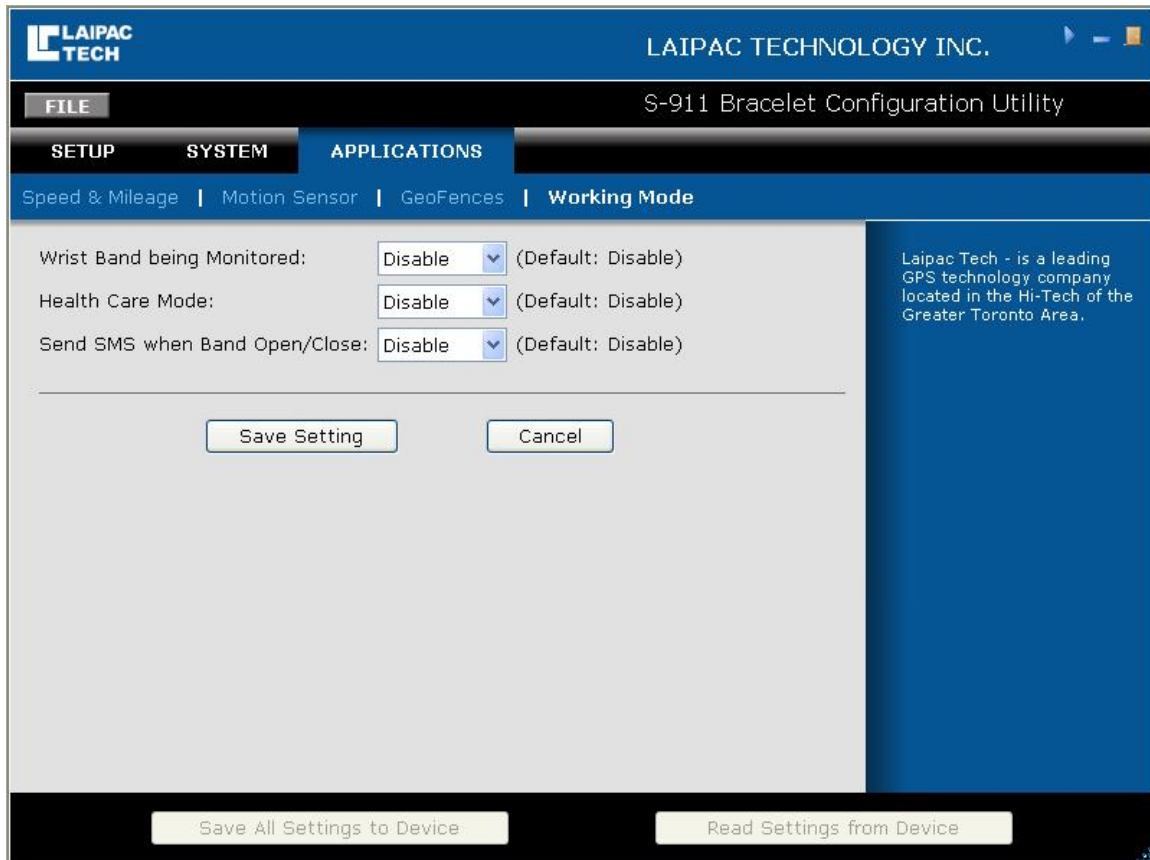 LAIPAC
TECH
LAIPAC TECHNOLOGY INC.
FILE
S-911 Bracelet Configuration Utility
SETUP SYSTEM APPLICATIONS
Speed & Mileage | Motion Sensor | GeoFences | Working Mode
Wrist Band being Monitored: Disable (Default: Disable)
Health Care Mode: Disable (Default: Disable)
Send SMS when Band Open/Close: Disable (Default: Disable)
Save Setting Cancel
Laipac Tech - is a leading
GPS technology company
located in the Hi-Tech of the
Greater Toronto Area.
Save All Settings to Device Read Settings from Device